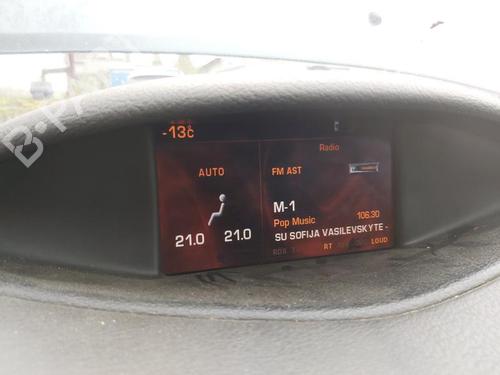 -13c
Radio
AUTO
FM AST
M-1
Pop Music 106.30
21.0 21.0
SU SOFIJA VASILEVSKYTE -
RDS RT LOUD